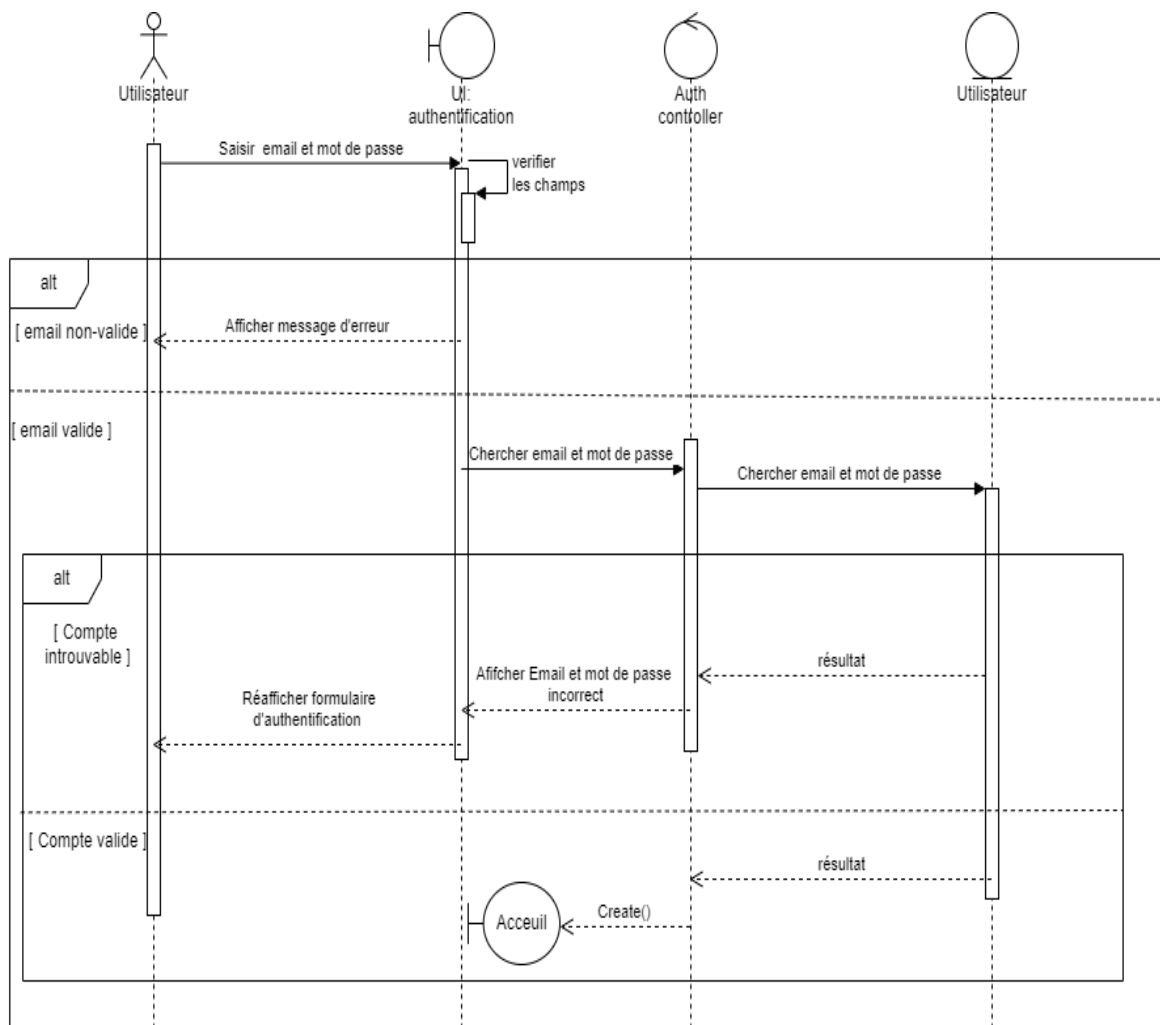 Utilisateur
UI:
authentification
Auth
controller
Utilisateur
Saisir email et mot de passe
verifier
les champs
alt
[ email non-valide ]
Afficher message d'erreur
[ email valide ]
Chercher email et mot de passe
Chercher email et mot de passe
alt
[ Compte
introuvable ]
résultat
Afifcher Email et mot de passe
incorrect
Réafficher formulaire
d'authentification
[ Compte valide ]
résultat
Acceuil
Create()